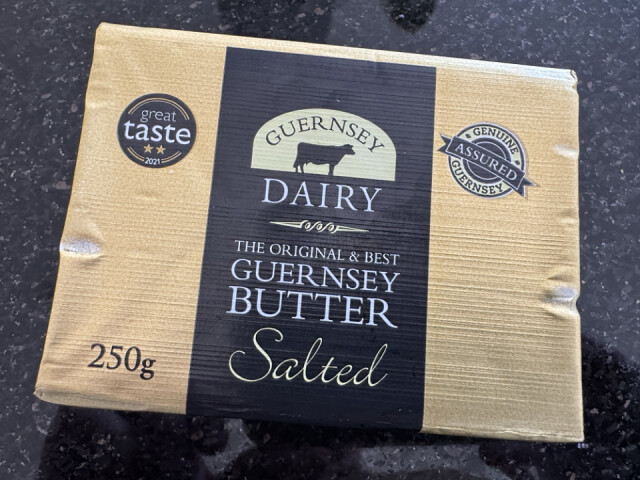 great
taste
2021
GUERNSEY
DAIRY
THE ORIGINAL & BEST
GUERNSEY
BUTTER
Salted
GENUINE
ASSURED
GUERNSEY
250g